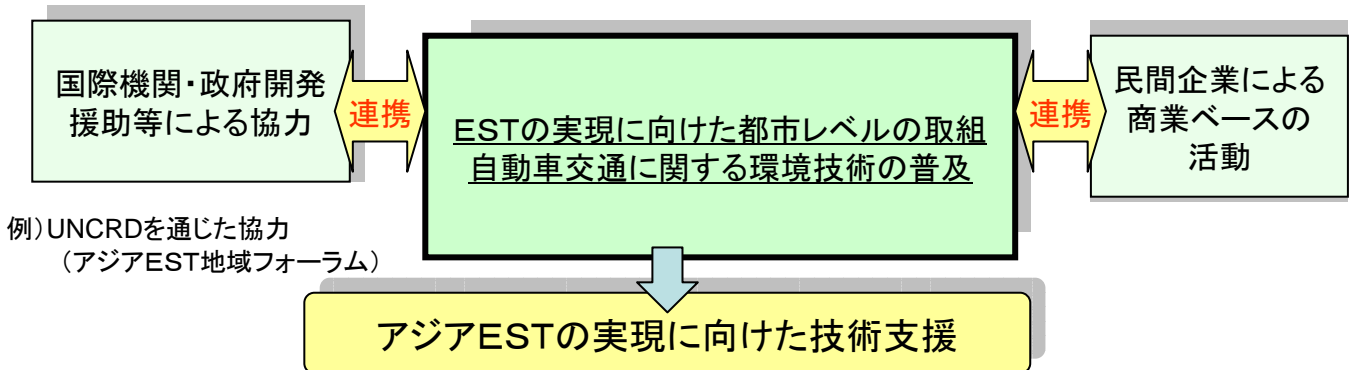 国際機関・政府開発
援助等による協力
連携
ESTの実現に向けた都市レベルの取組
自動車交通に関する環境技術の普及
連携
民間企業による
商業ベースの
活動
例）UNCRDを通じた協力
（アジアEST地域フォーラム）
アジアESTの実現に向けた技術支援